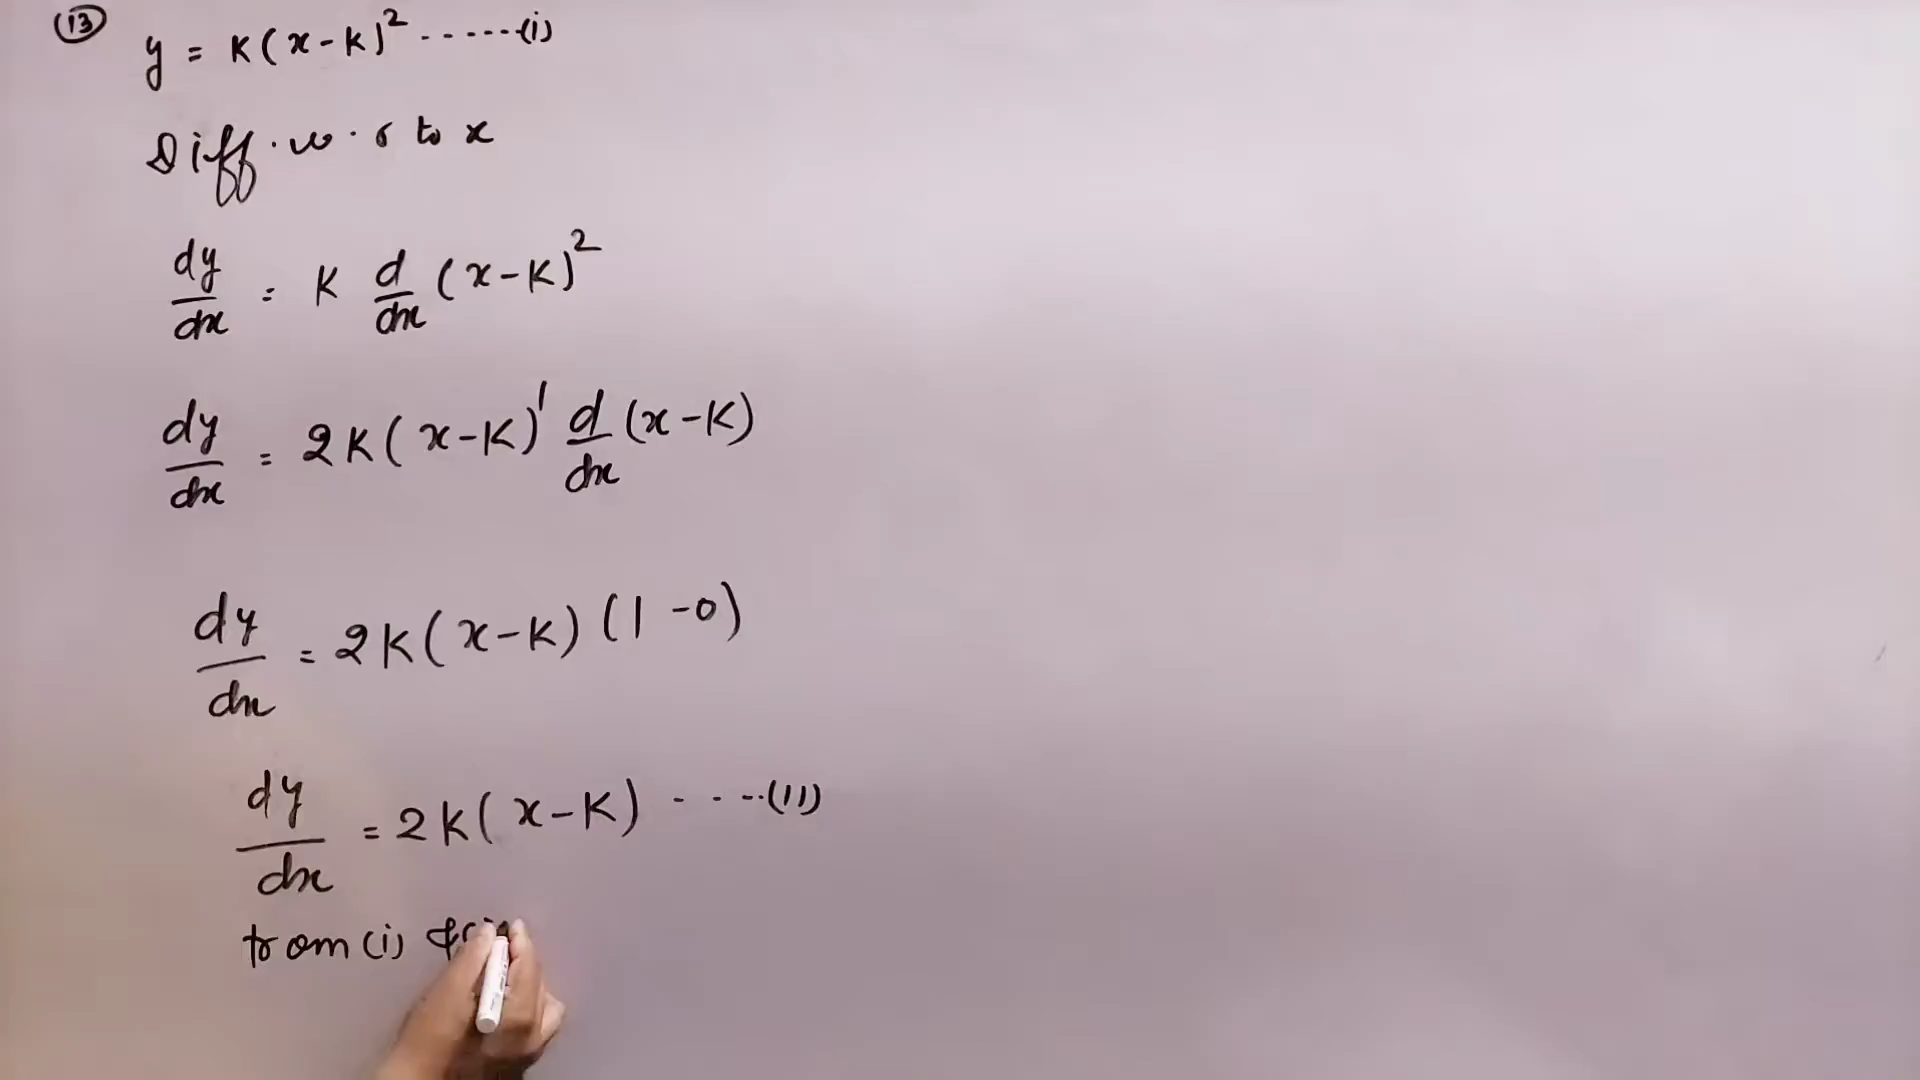 (13) y = k(x-k)² ......(i)
Diff. w.r to x
dy/dx = k d/dx (x-k)²
dy/dx = 2k(x-k)¹ d/dx (x-k)
dy/dx = 2k(x-k)(1-0)
dy/dx = 2k(x-k) .....(11)
from (i) &